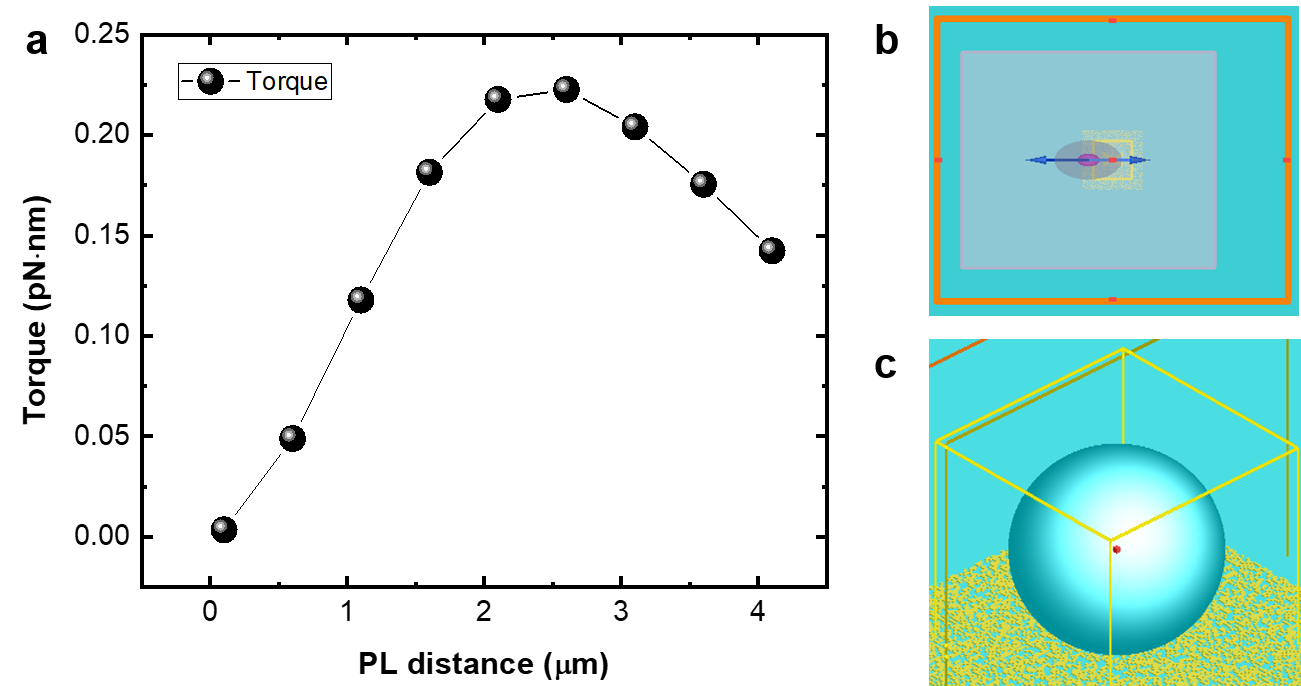 a
0.25
0.20
0.15
0.10
0.05
0.00
Torque (pN·nm)
Torque
0 1 2 3 4
PL distance (μm)
b
c